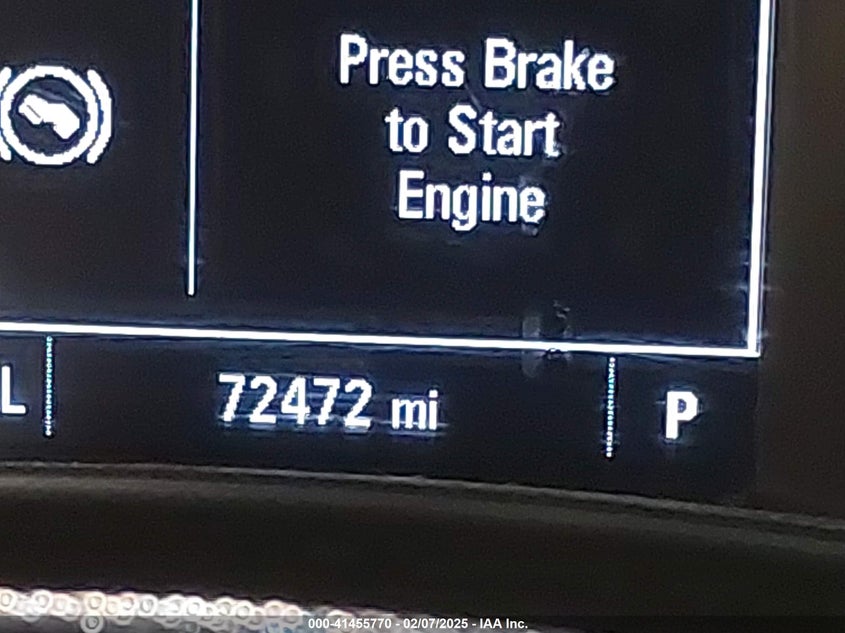 Press Brake
to Start
Engine
L
72472 mi
P
000-41455770 - 02/07/2025 - IAA Inc.